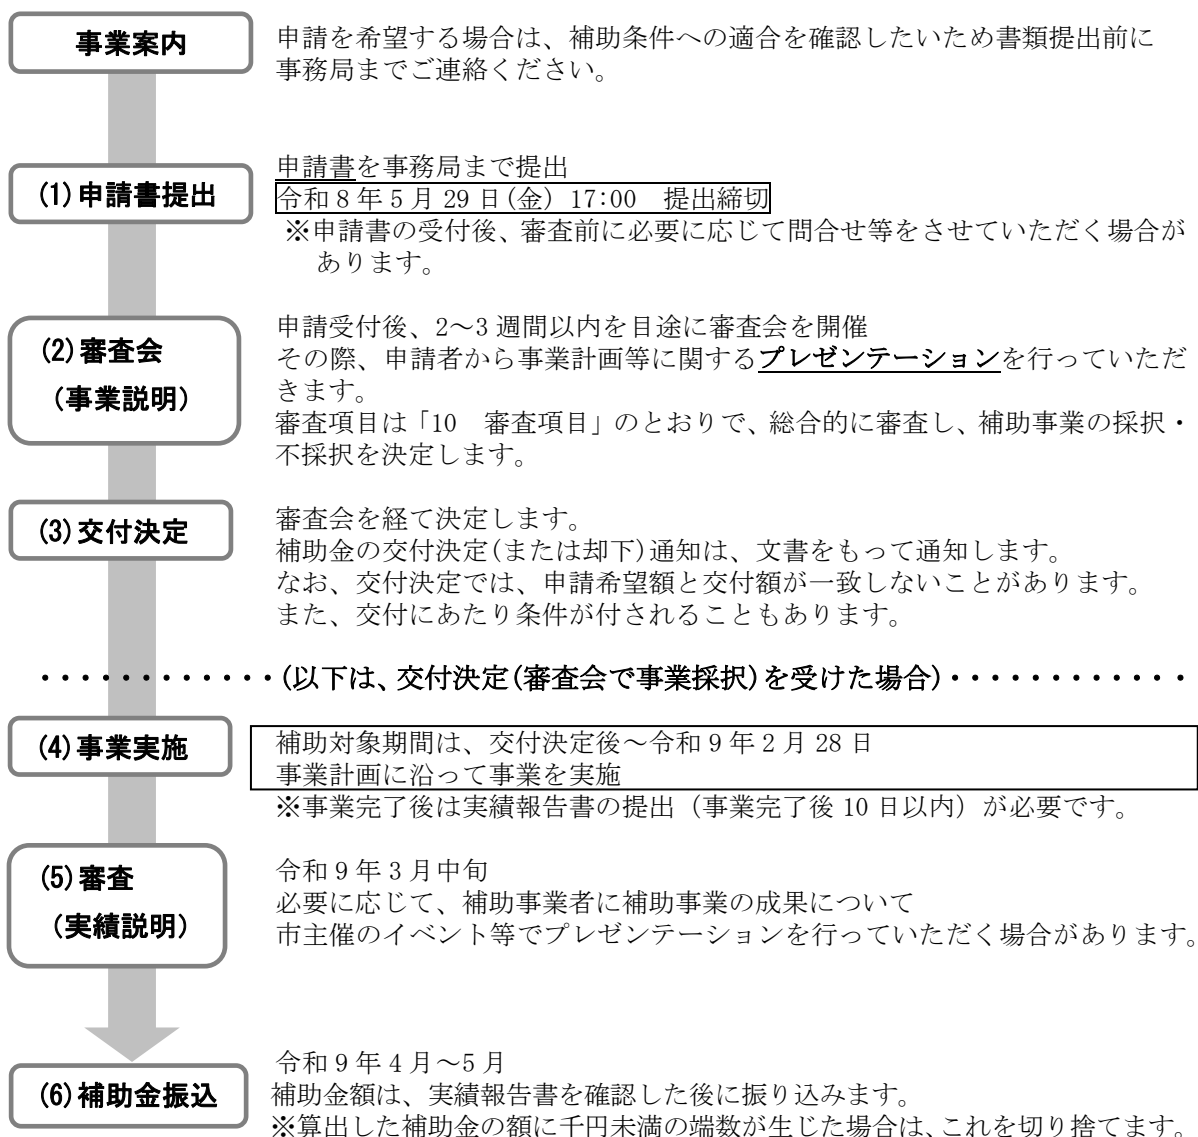 事業案内
申請を希望する場合は、補助条件への適合を確認したいため書類提出前に
事務局までご連絡ください。
(1)申請書提出
申請書を事務局まで提出
令和8年5月29日(金) 17:00　提出締切
※申請書の受付後、審査前に必要に応じて問合せ等をさせていただく場合が
あります。
(2)審査会
（事業説明）
申請受付後、2～3週間以内を目途に審査会を開催
その際、申請者から事業計画等に関するプレゼンテーションを行っていただ
きます。
審査項目は「10　審査項目」のとおりで、総合的に審査し、補助事業の採択・
不採択を決定します。
(3)交付決定
審査会を経て決定します。
補助金の交付決定(または却下)通知は、文書をもって通知します。
なお、交付決定では、申請希望額と交付額が一致しないことがあります。
また、交付にあたり条件が付されることもあります。
・・・・・・・・・・・・(以下は、交付決定(審査会で事業採択)を受けた場合)・・・・・・・・・・・・
(4)事業実施
補助対象期間は、交付決定後～令和9年2月28日
事業計画に沿って事業を実施
※事業完了後は実績報告書の提出（事業完了後10日以内）が必要です。
(5)審査
（実績説明）
令和9年3月中旬
必要に応じて、補助事業者に補助事業の成果について
市主催のイベント等でプレゼンテーションを行っていただく場合があります。
(6)補助金振込
令和9年4月～5月
補助金額は、実績報告書を確認した後に振り込みます。
※算出した補助金の額に千円未満の端数が生じた場合は、これを切り捨てます。